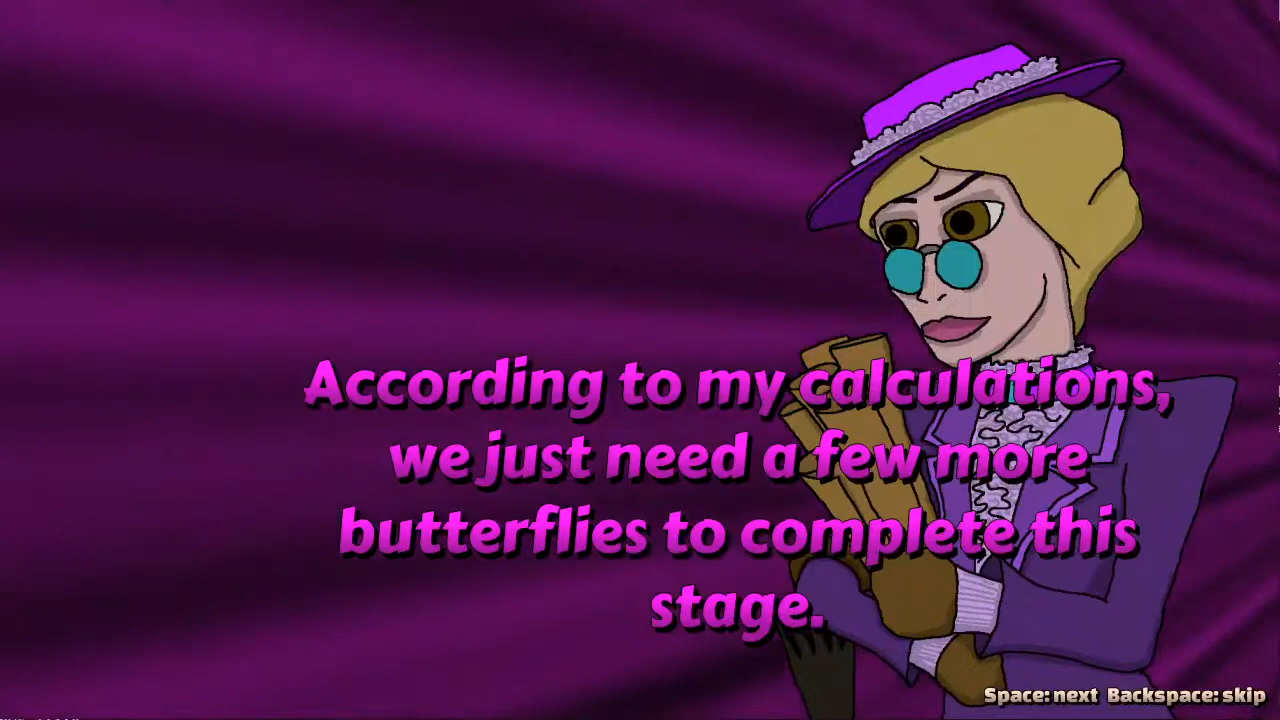 According to my calculations,
we just need a few more
butterflies to complete this
stage.
Space: next Backspace: skip